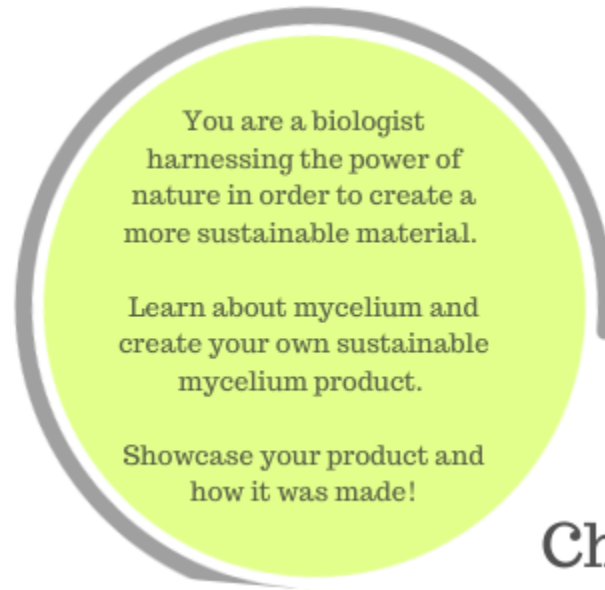 You are a biologist
harnessing the power of
nature in order to create a
more sustainable material.
Learn about mycelium and
create your own sustainable
mycelium product.
Showcase your product and
how it was made!
Ch